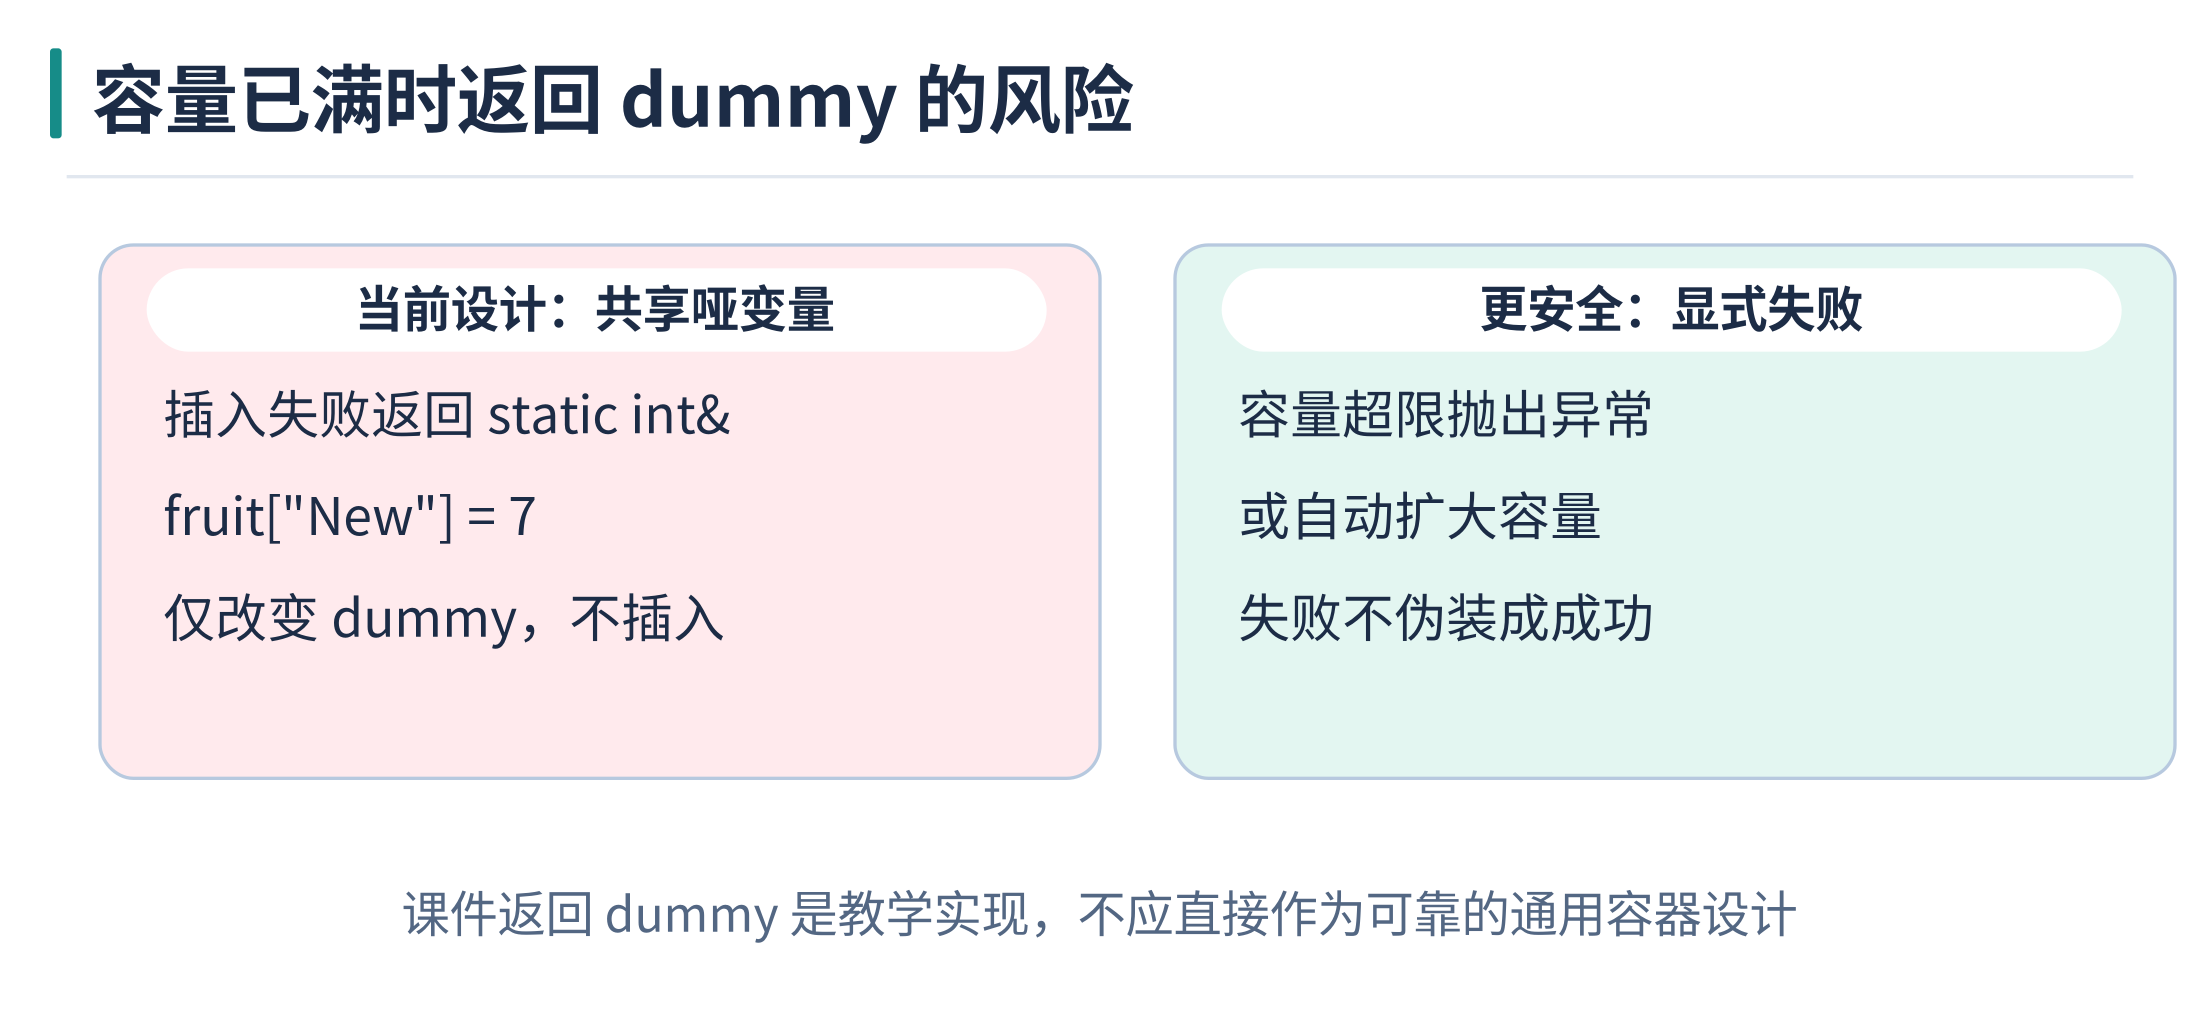 容量已满时返回 dummy 的风险
当前设计：共享哑变量
插入失败返回 static int&
fruit["New"] = 7
仅改变 dummy，不插入
更安全：显式失败
容量超限抛出异常
或自动扩大容量
失败不伪装成成功
课件返回 dummy 是教学实现，不应直接作为可靠的通用容器设计